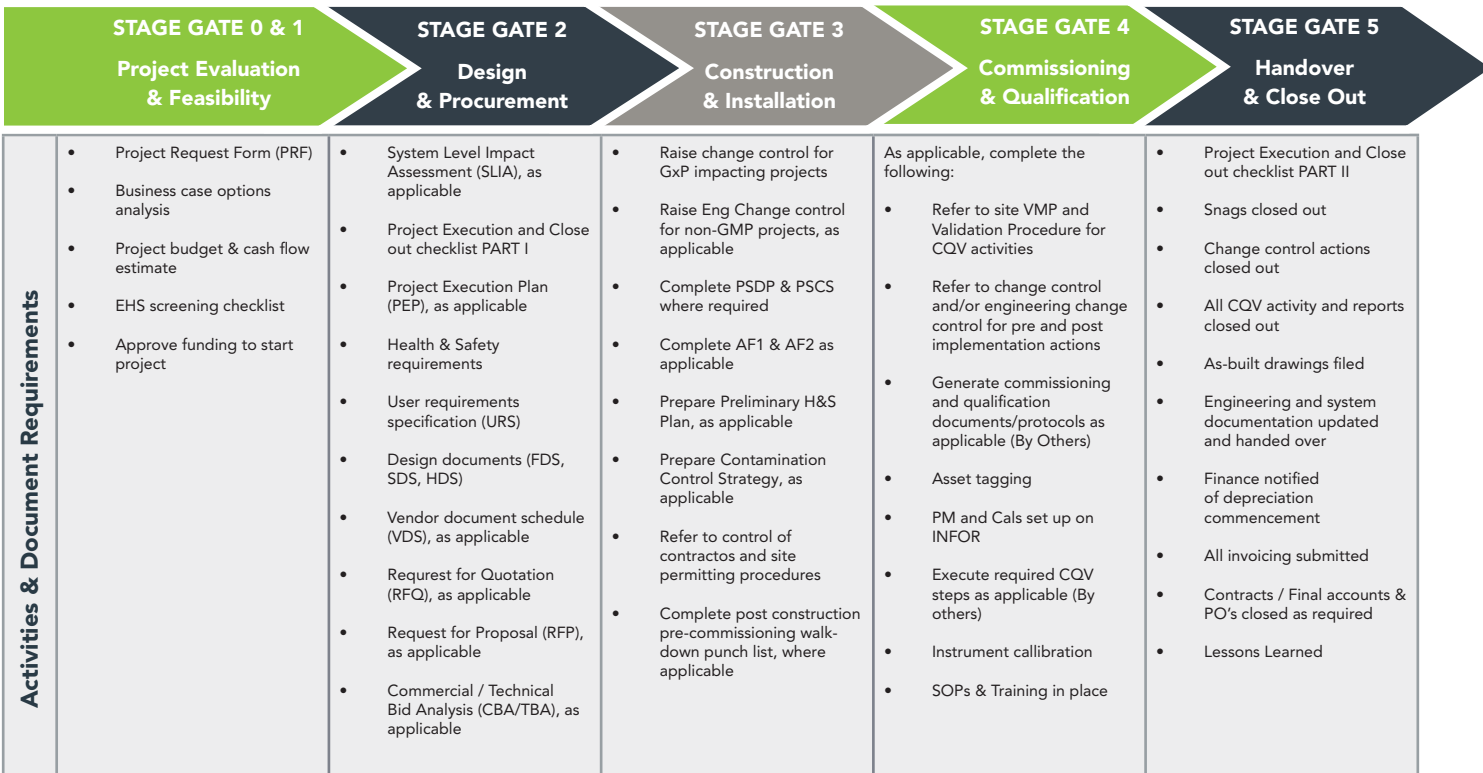 STAGE GATE 0 & 1
Project Evaluation
& Feasibility
STAGE GATE 2
Design
& Procurement
STAGE GATE 3
Construction
& Installation
STAGE GATE 4
Commissioning
& Qualification
STAGE GATE 5
Handover
& Close Out
Activities & Document Requirements
• Project Request Form (PRF)
• Business case options
analysis
• Project budget & cash flow
estimate
• EHS screening checklist
• Approve funding to start
project
• System Level Impact
Assessment (SLIA), as
applicable
• Project Execution and Close
out checklist PART I
• Project Execution Plan
(PEP), as applicable
• Health & Safety
requirements
• User requirements
specification (URS)
• Design documents (FDS,
SDS, HDS)
• Vendor document schedule
(VDS), as applicable
• Requrest for Quotation
(RFQ), as applicable
• Request for Proposal (RFP),
as applicable
• Commercial / Technical
Bid Analysis (CBA/TBA), as
applicable
• Raise change control for
GxP impacting projects
• Raise Eng Change control
for non-GMP projects, as
applicable
• Complete PSDP & PSCS
where required
• Complete AF1 & AF2 as
applicable
• Prepare Preliminary H&S
Plan, as applicable
• Prepare Contamination
Control Strategy, as
applicable
• Refer to control of
contractos and site
permitting procedures
• Complete post construction
pre-commissioning walk-
down punch list, where
applicable
As applicable, complete the
following:
• Refer to site VMP and
Validation Procedure for
CQV activities
• Refer to change control
and/or engineering change
control for pre and post
implementation actions
• Generate commissioning
and qualification
documents/protocols as
applicable (By Others)
• Asset tagging
• PM and Cals set up on
INFOR
• Execute required CQV
steps as applicable (By
others)
• Instrument callibration
• SOPs & Training in place
• Project Execution and Close
out checklist PART II
• Snags closed out
• Change control actions
closed out
• All CQV activity and reports
closed out
• As-built drawings filed
• Engineering and system
documentation updated
and handed over
• Finance notified
of depreciation
commencement
• All invoicing submitted
• Contracts / Final accounts &
PO's closed as required
• Lessons Learned